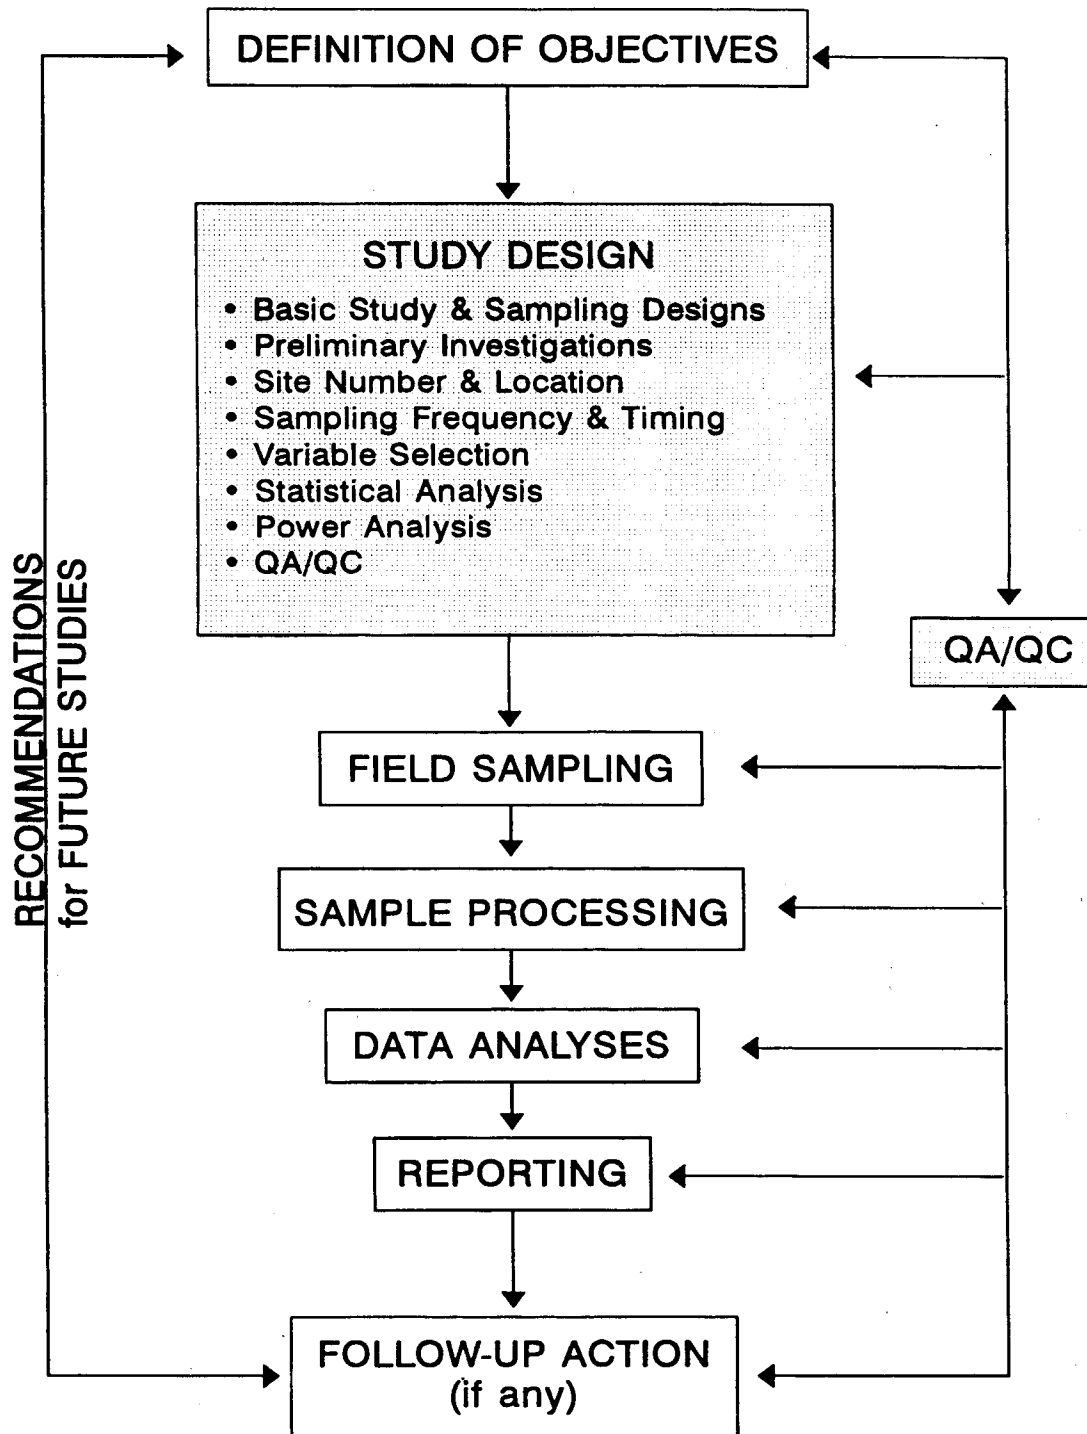 DEFINITION OF OBJECTIVES
STUDY DESIGN
• Basic Study & Sampling Designs
• Preliminary Investigations
• Site Number & Location
• Sampling Frequency & Timing
• Variable Selection
• Statistical Analysis
• Power Analysis
• QA/QC
RECOMMENDATIONS
for FUTURE STUDIES
QA/QC
FIELD SAMPLING
SAMPLE PROCESSING
DATA ANALYSES
REPORTING
FOLLOW-UP ACTION
(if any)